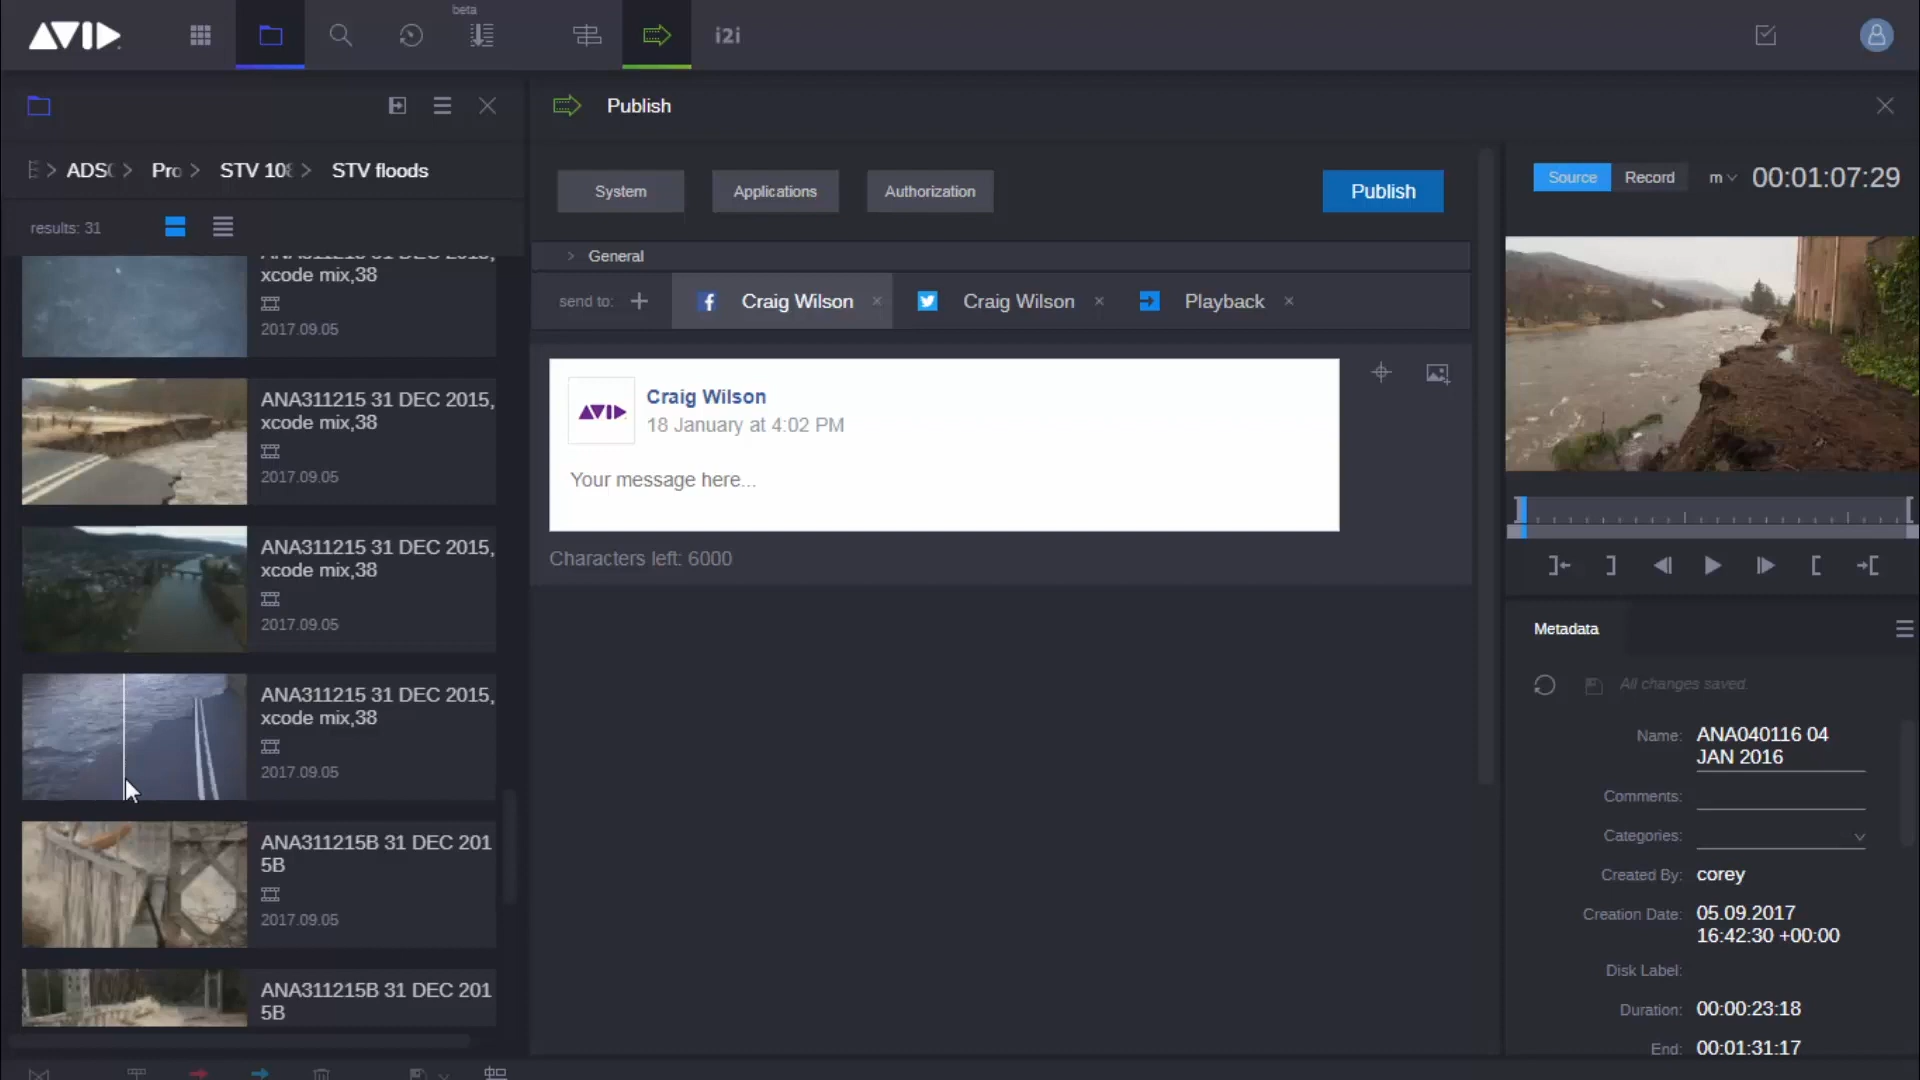 beta
AVID
i2i
Publish
ADS
Pro
STV 10
STV floods
results: 31
xcode mix,38
2017.09.05
ANA311215 31 DEC 2015,
xcode mix,38
2017.09.05
ANA311215 31 DEC 2015,
xcode mix,38
2017.09.05
ANA311215 31 DEC 2015,
xcode mix,38
2017.09.05
ANA311215B 31 DEC 201
5B
2017.09.05
ANA311215B 31 DEC 201
5B
System
Applications
Authorization
Publish
General
send to:
Craig Wilson
Craig Wilson
Playback
AVID
Craig Wilson
18 January at 4:02 PM
Your message here...
Characters left: 6000
Source
Record
m
00:01:07:29
Metadata
All changes saved.
Name: ANA040116 04
JAN 2016
Comments:
Categories:
Created By: corey
Creation Date: 05.09.2017
16:42:30 +00:00
Disk Label:
Duration: 00:00:23:18
End: 00:01:31:17